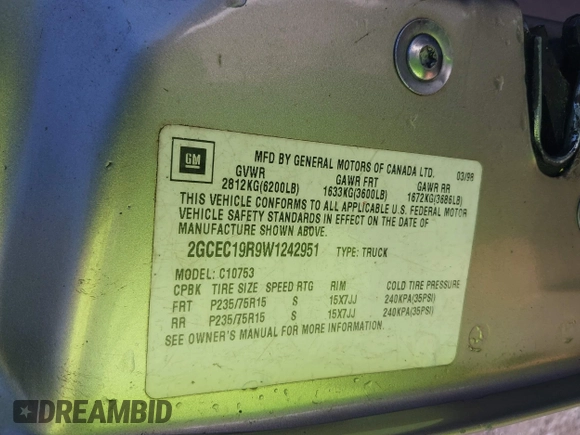 GM
MFD BY GENERAL MOTORS OF CANADA LTD. 03/98
GVWR GAWR FRT GAWR RR
2812KG(6200LB) 1633KG(3600LB) 1672KG(3686LB)
THIS VEHICLE CONFORMS TO ALL APPLICABLE U.S. FEDERAL MOTOR
VEHICLE SAFETY STANDARDS IN EFFECT ON THE DATE OF
MANUFACTURE SHOWN ABOVE.
2GCEC19R9W1242951 TYPE: TRUCK
MODEL: C10753
CPBK TIRE SIZE SPEED RTG RIM COLD TIRE PRESSURE
FRT P235/75R15 S 15X7JJ 240KPA(35PSI)
RR P235/75R15 S 15X7JJ 240KPA(35PSI)
SEE OWNER'S MANUAL FOR MORE INFORMATION.
DREAMBID